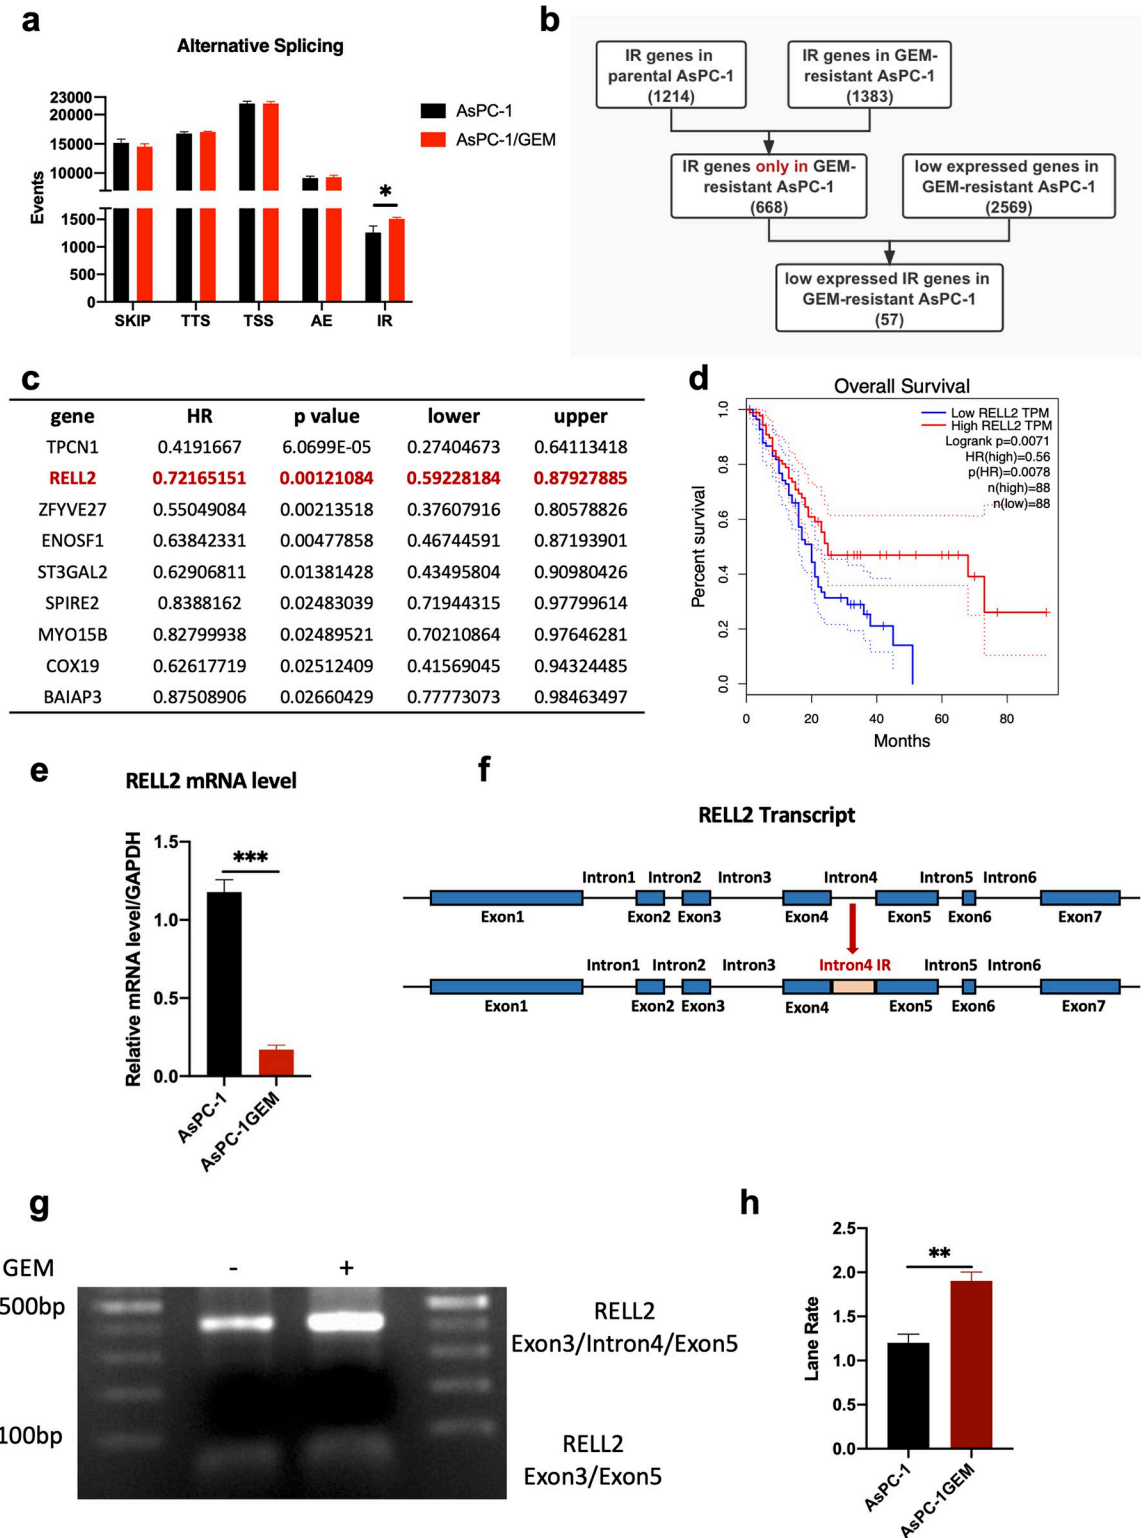 a
Alternative Splicing
23000
20000
15000
10000
1500
1000
500
0
Events
SKIP TTS TSS AE IR
*
AsPC-1
AsPC-1/GEM
b
IR genes in
parental AsPC-1
(1214)
IR genes in GEM-
resistant AsPC-1
(1383)
IR genes only in GEM-
resistant AsPC-1
(668)
low expressed genes in
GEM-resistant AsPC-1
(2569)
low expressed IR genes in
GEM-resistant AsPC-1
(57)
c
gene HR p value lower upper
TPCN1 0.4191667 6.0699E-05 0.27404673 0.64113418
RELL2 0.72165151 0.00121084 0.59228184 0.87927885
ZFYVE27 0.55049084 0.00213518 0.37607916 0.80578826
ENOSF1 0.63842331 0.00477858 0.46744591 0.87193901
ST3GAL2 0.62906811 0.01381428 0.43495804 0.90980426
SPIRE2 0.8388162 0.02483039 0.71944315 0.97799614
MYO15B 0.82799938 0.02489521 0.70210864 0.97646281
COX19 0.62617719 0.02512409 0.41569045 0.94324485
BAIAP3 0.87508906 0.02660429 0.77773073 0.98463497
d
Overall Survival
Low RELL2 TPM
High RELL2 TPM
Logrank p=0.0071
HR(high)=0.56
p(HR)=0.0078
n(high)=88
n(low)=88
Percent survival
1.0
0.8
0.6
0.4
0.2
0.0
0 20 40 60 80
Months
e
RELL2 mRNA level
Relative mRNA level/GAPDH
1.5
1.0
0.5
0.0
***
AsPC-1
AsPC-1GEM
f
RELL2 Transcript
Intron1 Intron2 Intron3 Intron4 Intron5 Intron6
Exon1 Exon2 Exon3 Exon4 Exon5 Exon6 Exon7
Intron1 Intron2 Intron3 Intron4 IR Intron5 Intron6
Exon1 Exon2 Exon3 Exon4 Exon5 Exon6 Exon7
g
GEM - +
500bp
100bp
RELL2
Exon3/Intron4/Exon5
RELL2
Exon3/Exon5
h
Lane Rate
2.5
2.0
1.5
1.0
0.5
0.0
**
AsPC-1
AsPC-1GEM